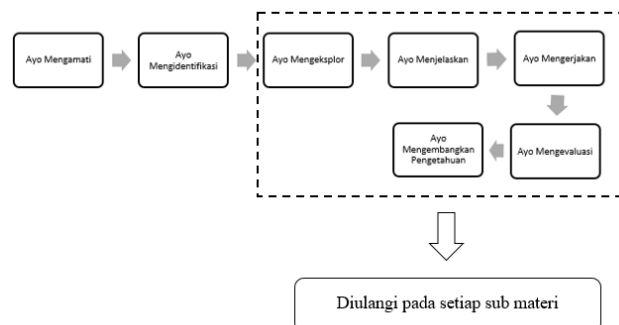 Ayo Mengamati
Ayo
Mengidentifikasi
Ayo Mengeksplor
Ayo Menjelaskan
Ayo Mengerjakan
Ayo Mengevaluasi
Ayo
Mengembangkan
Pengetahuan
Diulangi pada setiap sub materi